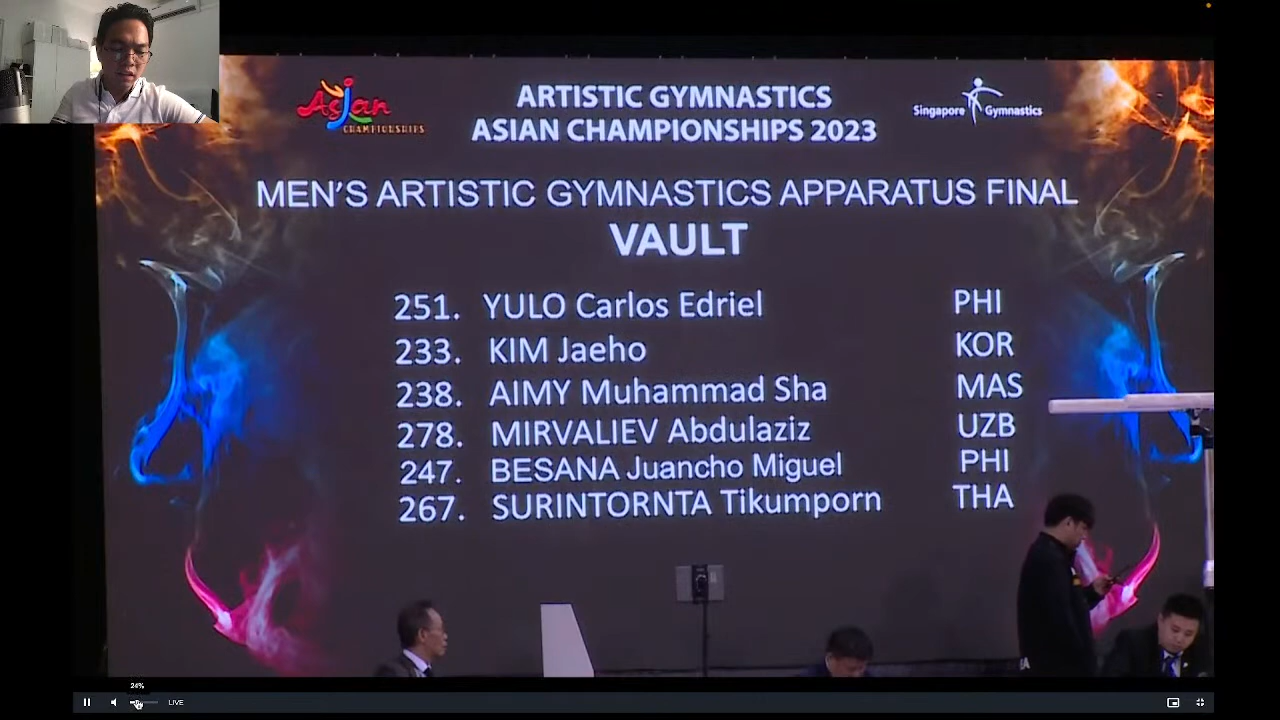 Asian
CHAMPIONSHIPS
ARTISTIC GYMNASTICS
ASIAN CHAMPIONSHIPS 2023
Singapore Gymnastics
MEN'S ARTISTIC GYMNASTICS APPARATUS FINAL
VAULT
251. YULO Carlos Edriel PHI
233. KIM Jaeho KOR
238. AIMY Muhammad Sha MAS
278. MIRVALIEV Abdulaziz UZB
247. BESANA Juancho Miguel PHI
267. SURINTORNTA Tikumporn THA
24%
LIVE